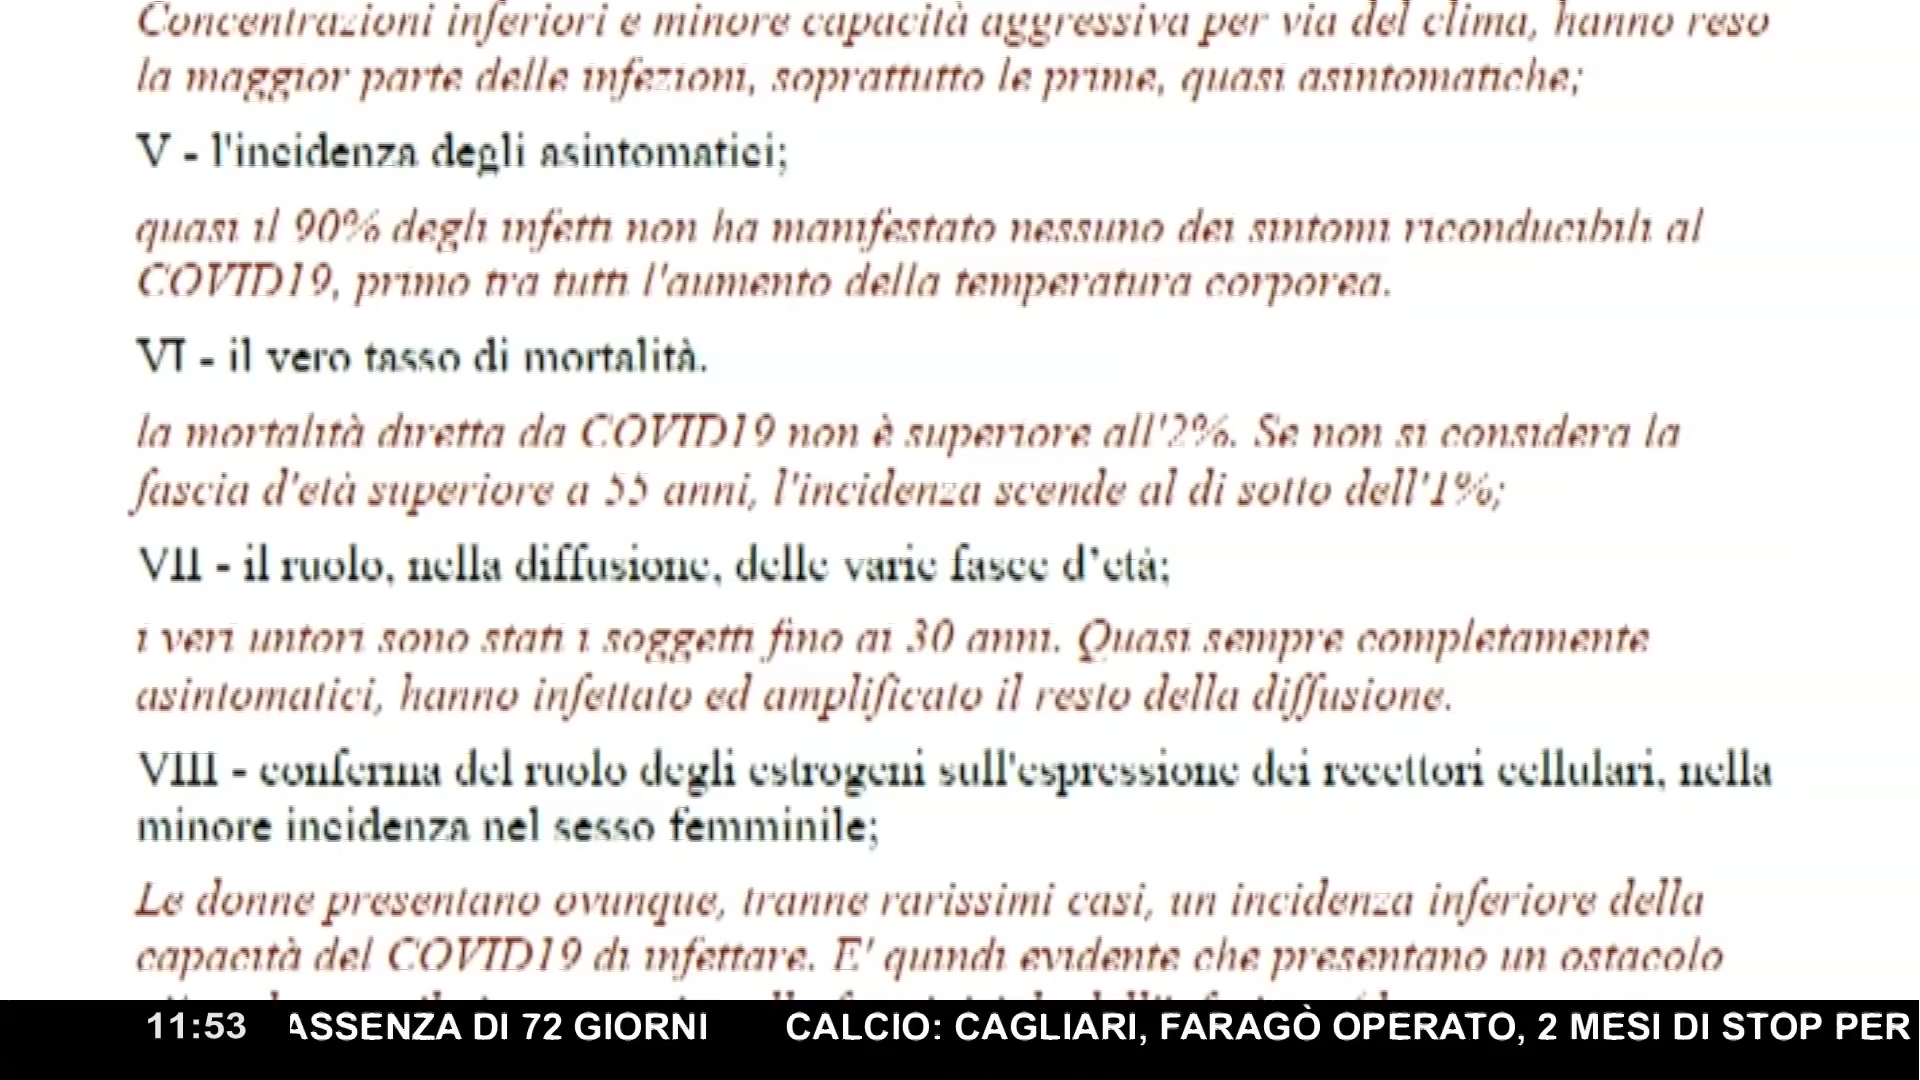 Concentrazioni inferiori e minore capacità aggressiva per via del clima, hanno reso
la maggior parte delle infezioni, soprattutto le prime, quasi asintomatiche;
V - l'incidenza degli asintomatici;
quasi il 90% degli infetti non ha manifestato nessuno dei sintomi riconducibili al
COVID19, primo tra tutti l'aumento della temperatura corporea.
VI - il vero tasso di mortalità.
la mortalità diretta da COVID19 non è superiore all'2%. Se non si considera la
fascia d'età superiore a 55 anni, l'incidenza scende al di sotto dell'1%;
VII - il ruolo, nella diffusione, delle varie fasce d’età;
i veri untori sono stati i soggetti fino ai 30 anni. Quasi sempre completamente
asintomatici, hanno infettato ed amplificato il resto della diffusione.
VIII - conferma del ruolo degli estrogeni sull'espressione dei recettori cellulari, nella
minore incidenza nel sesso femminile;
Le donne presentano ovunque, tranne rarissimi casi, un incidenza inferiore della
capacità del COVID19 di infettare. E' quindi evidente che presentano un ostacolo
11:53 ASSENZA DI 72 GIORNI CALCIO: CAGLIARI, FARAGÒ OPERATO, 2 MESI DI STOP PER